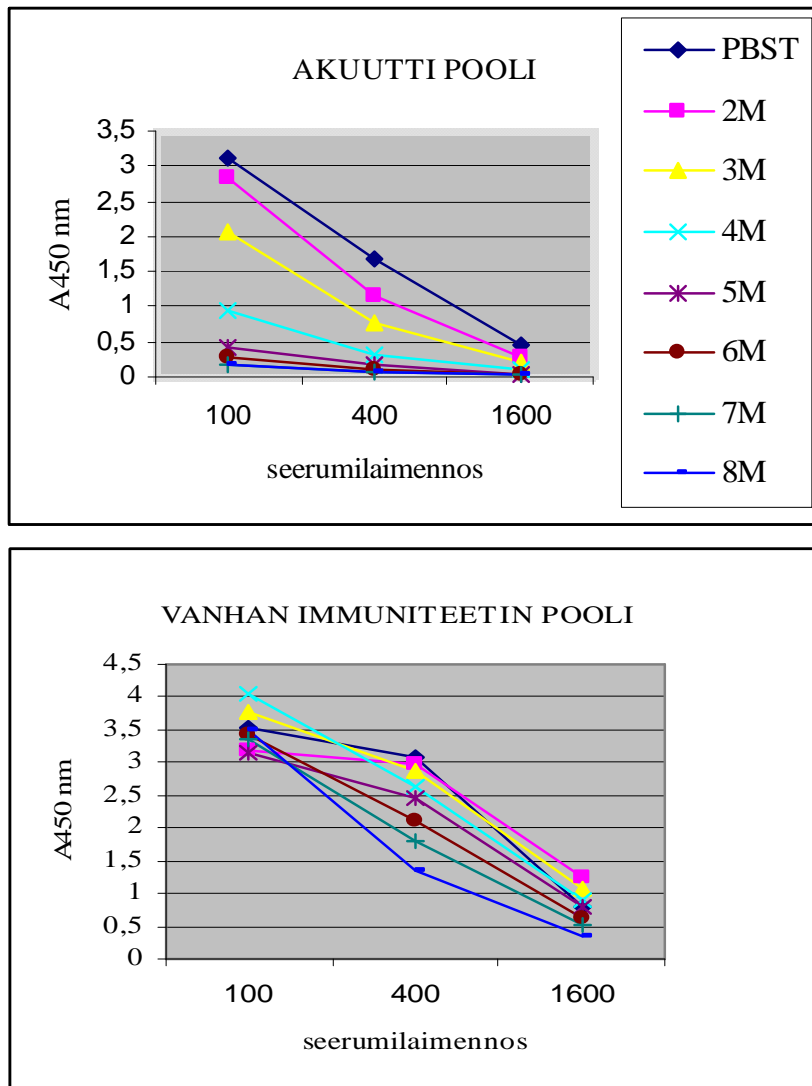 AKUUTTI POOLI
A450 nm
3,5
3
2,5
2
1,5
1
0,5
0
100 400 1600
seerumilaimennos
PBST
2M
3M
4M
5M
6M
7M
8M
VANHAN IMMUNITEETIN POOLI
A450 nm
4,5
4
3,5
3
2,5
2
1,5
1
0,5
0
100 400 1600
seerumilaimennos